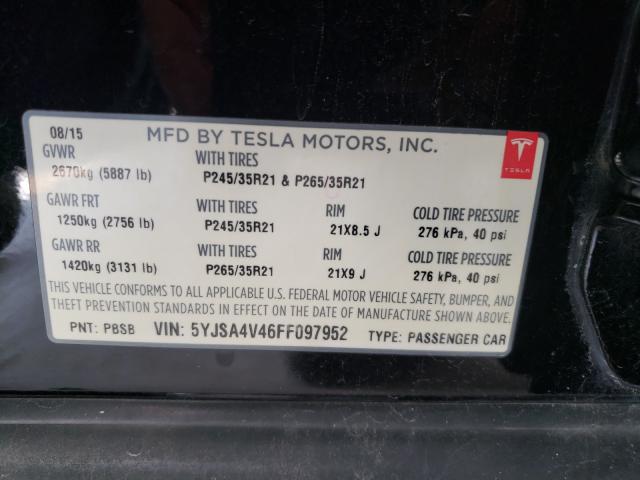 08/15 MFD BY TESLA MOTORS, INC.
GVWR WITH TIRES
2670kg (5887 lb) P245/35R21 & P265/35R21
TESLA
GAWR FRT WITH TIRES RIM COLD TIRE PRESSURE
1250kg (2756 lb) P245/35R21 21X8.5 J 276 kPa, 40 psi
GAWR RR WITH TIRES RIM COLD TIRE PRESSURE
1420kg (3131 lb) P265/35R21 21X9 J 276 kPa, 40 psi
THIS VEHICLE CONFORMS TO ALL APPLICABLE U.S. FEDERAL MOTOR VEHICLE SAFETY, BUMPER, AND
THEFT PREVENTION STANDARDS IN EFFECT ON THE DATE OF MANUFACTURE SHOWN ABOVE.
PNT: PBSB VIN: 5YJSA4V46FF097952 TYPE: PASSENGER CAR